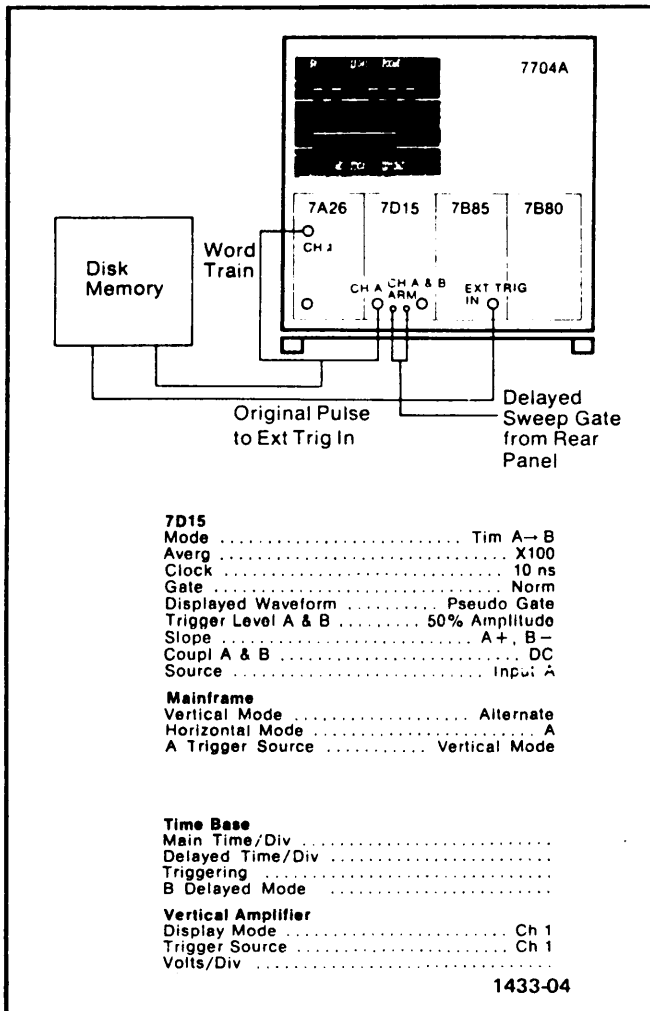 7704A
7A26 7D15 7B85 7B80
CH 1
Word
Train
Disk
Memory
CH A CH A & B
ARM
EXT TRIG
IN
Original Pulse
to Ext Trig In
Delayed
Sweep Gate
from Rear
Panel
7D15
Mode ........................ Tim A→ B
Averg ............................ X100
Clock ............................ 10 ns
Gate ............................. Norm
Displayed Waveform ......... Pseudo Gate
Trigger Level A & B ........ 50% Amplitude
Slope ......................... A+, B−
Coupl A & B ........................ DC
Source ........................ Input A
Mainframe
Vertical Mode ................ Alternate
Horizontal Mode ..................... A
A Trigger Source .......... Vertical Mode
Time Base
Main Time/Div .......................
Delayed Time/Div ....................
Triggering ..........................
B Delayed Mode ......................
Vertical Amplifier
Display Mode ..................... Ch 1
Trigger Source ................... Ch 1
Volts/Div ...........................
1433-04